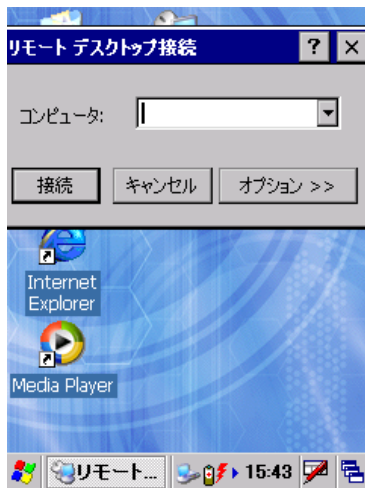 リモート デスクトップ接続
?
×
コンピュータ:
接続
キャンセル
オプション >>
Internet
Explorer
Media Player
リモート...
15:43